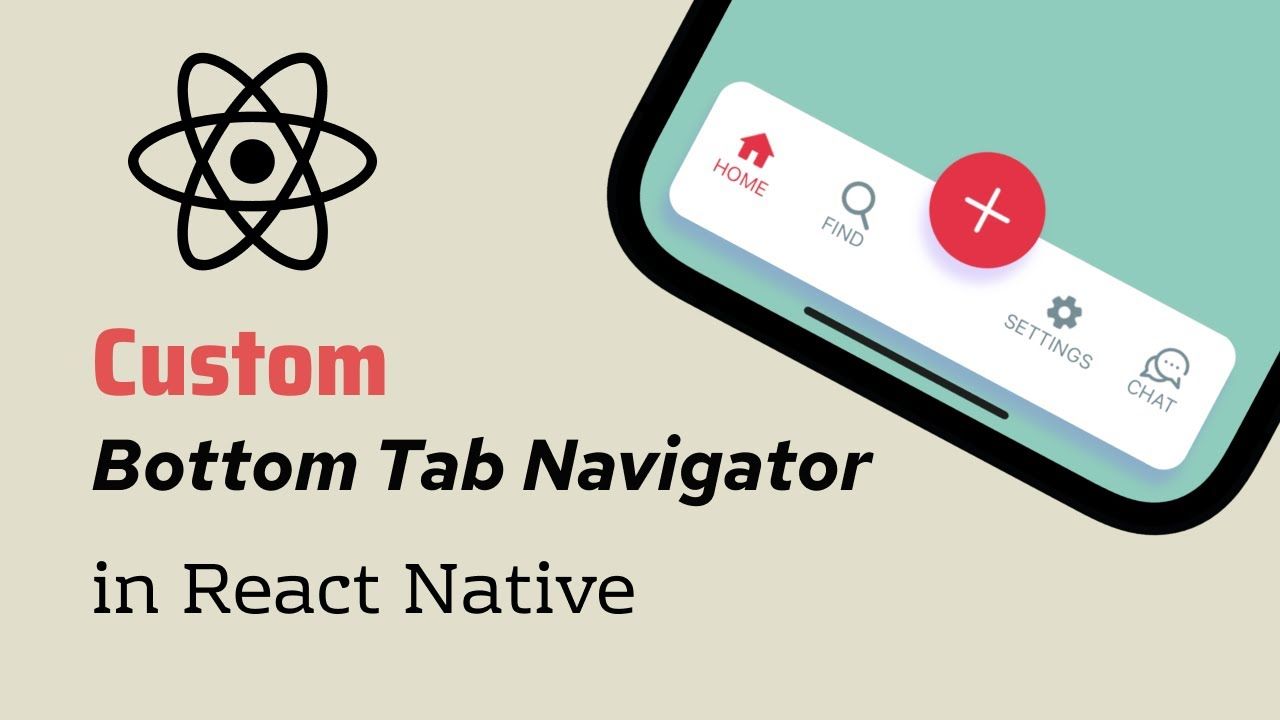 Custom
Bottom Tab Navigator
in React Native
HOME
FIND
SETTINGS
CHAT